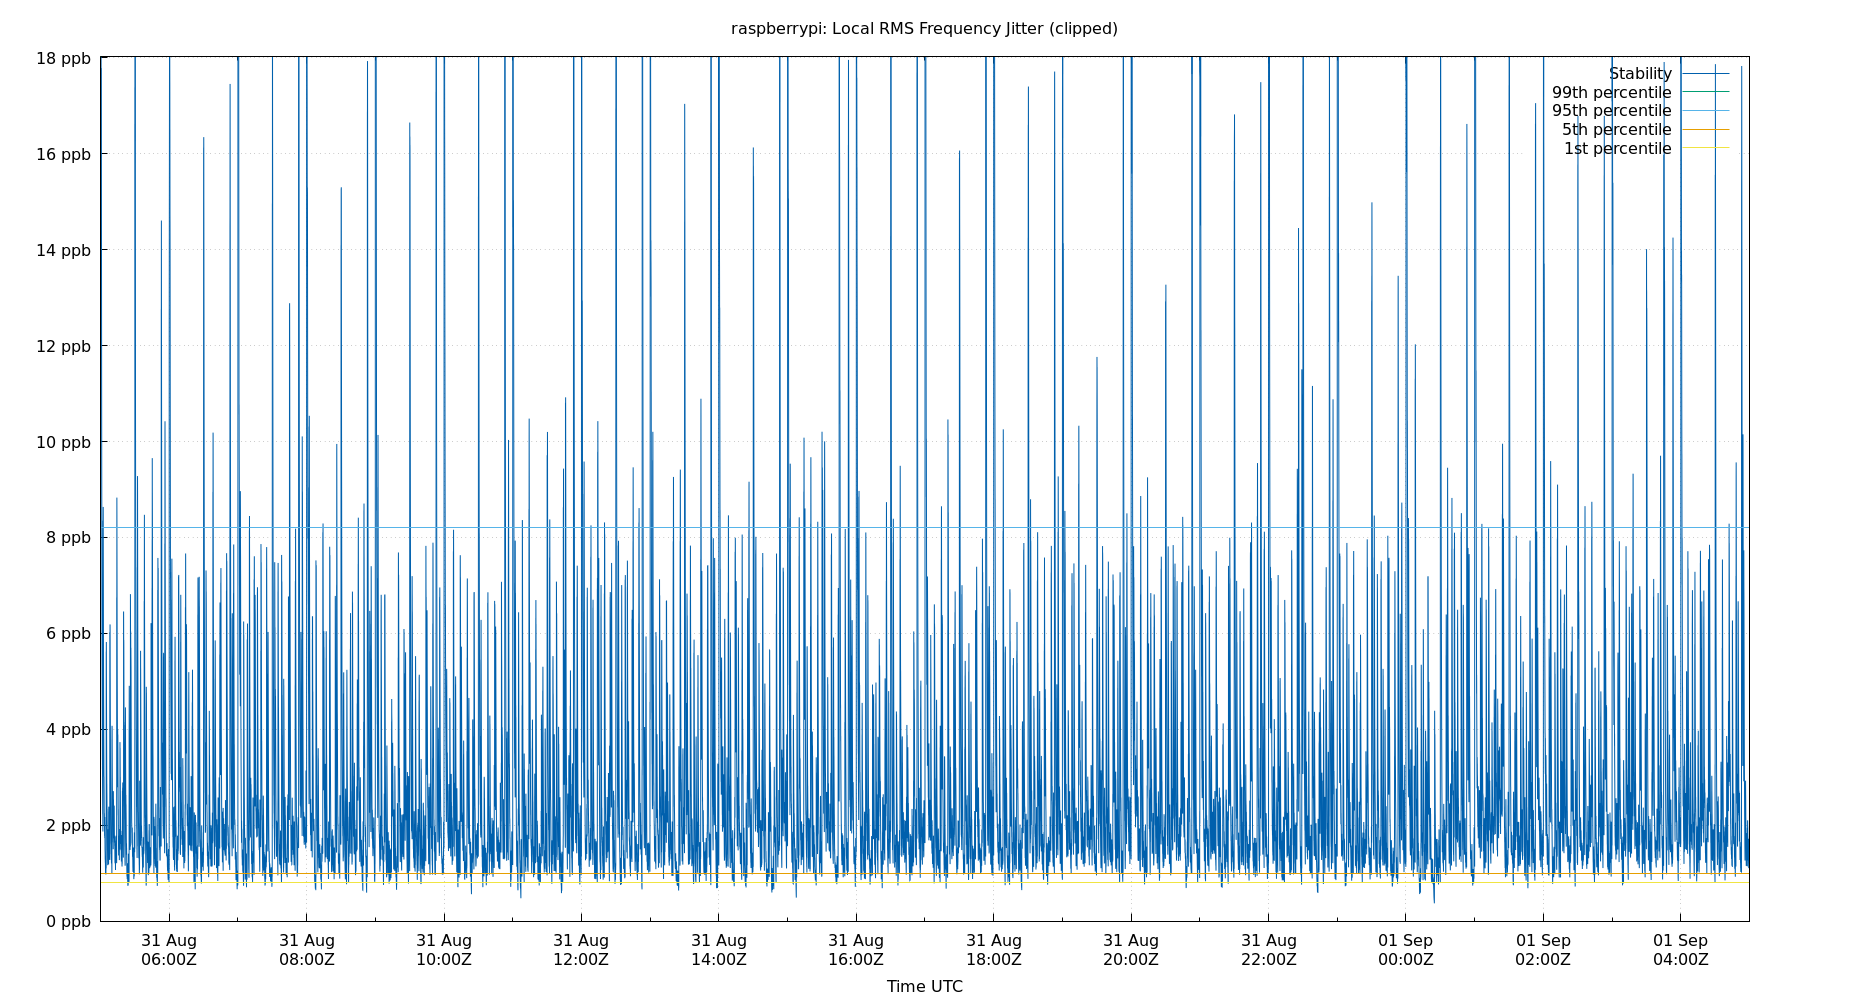 raspberrypi: Local RMS Frequency Jitter (clipped)
18 ppb
16 ppb
14 ppb
12 ppb
10 ppb
8 ppb
6 ppb
4 ppb
2 ppb
0 ppb
Stability
99th percentile
95th percentile
5th percentile
1st percentile
31 Aug 31 Aug 31 Aug 31 Aug 31 Aug 31 Aug 31 Aug 31 Aug 31 Aug 01 Sep 01 Sep 01 Sep
06:00Z 08:00Z 10:00Z 12:00Z 14:00Z 16:00Z 18:00Z 20:00Z 22:00Z 00:00Z 02:00Z 04:00Z
Time UTC